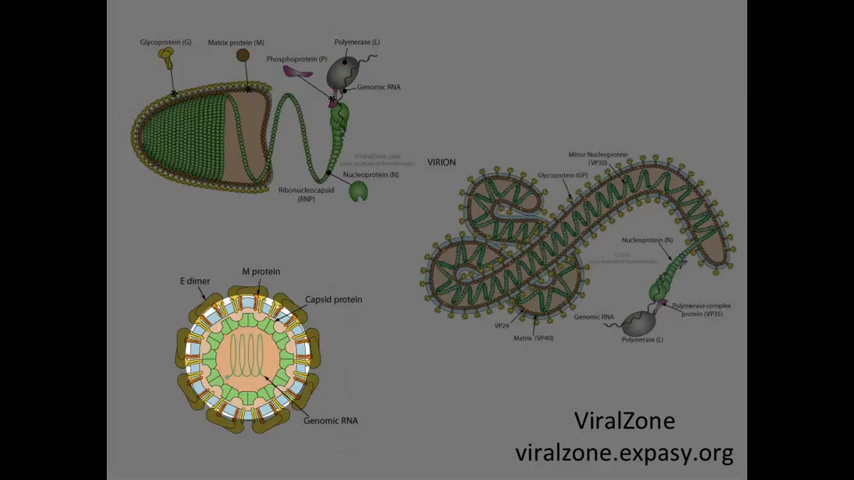 Glycoprotein (G)
Matrix protein (M)
Polymerase (L)
Phosphoprotein (P)
Genomic RNA
© ViralZone
Nucleoprotein (N)
Ribonucleocapsid
(RNP)
VIRION
Minor Nucleoprotein
(VP30)
Glycoprotein (GP)
Nucleoprotein (N)
Polymerase complex
protein (VP35)
Genomic RNA
Polymerase (L)
VP24
Matrix (VP40)
M protein
E dimer
Capsid protein
Genomic RNA
ViralZone
viralzone.expasy.org